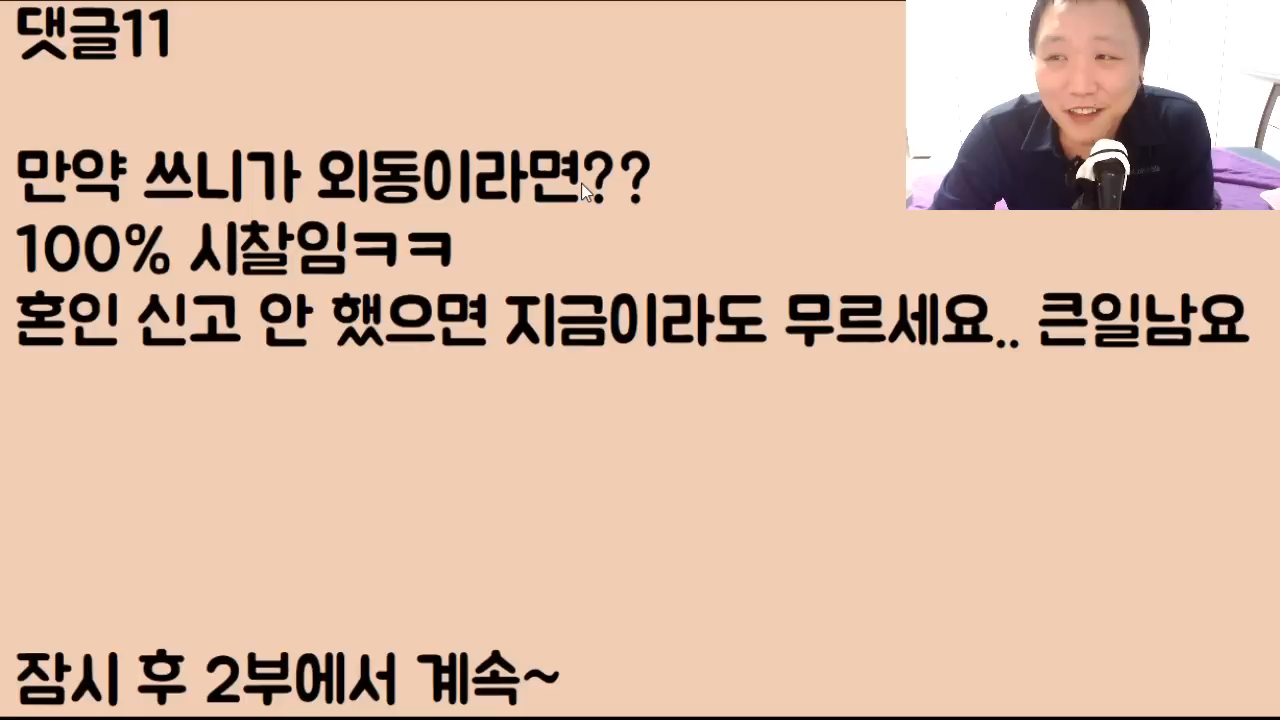 댓글11
만약 쓰니가 외동이라면??
100% 시찰임ㅋㅋ
혼인 신고 안 했으면 지금이라도 무르세요.. 큰일남요
잠시 후 2부에서 계속~